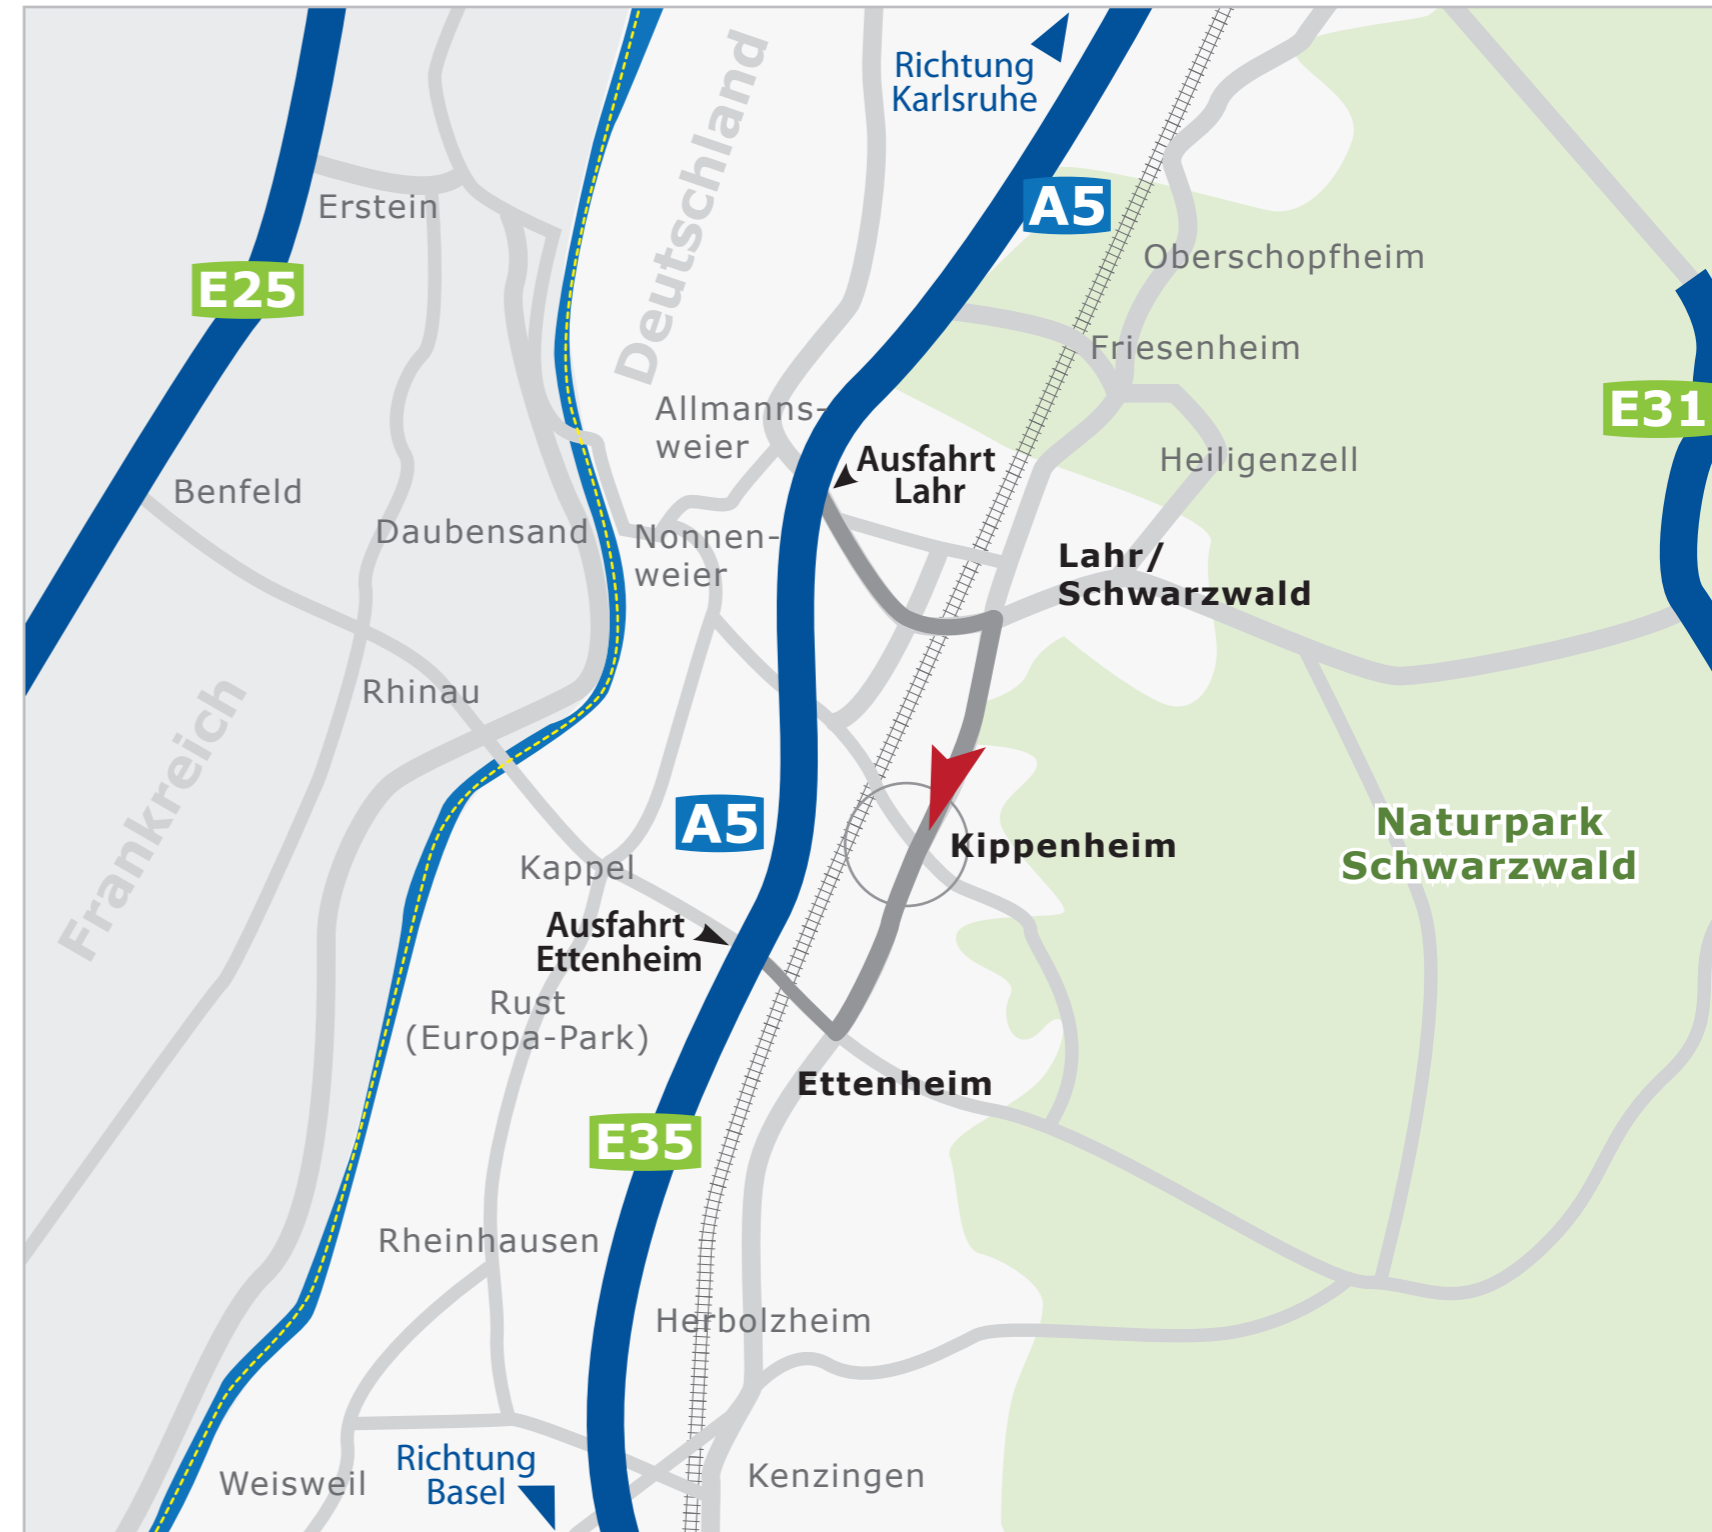 Richtung
Karlsruhe
Deutschland
A5
Erstein
Oberschopfheim
E25
Friesenheim
E31
Allmanns-
weier
Ausfahrt
Lahr
Heiligenzell
Benfeld
Daubensand
Nonnen-
weier
Lahr/
Schwarzwald
Rhinau
Frankreich
A5
Naturpark
Schwarzwald
Kippenheim
Kappel
Ausfahrt
Ettenheim
Rust
(Europa-Park)
Ettenheim
E35
Rheinhausen
Herbolzheim
Richtung
Basel
Weisweil
Kenzingen